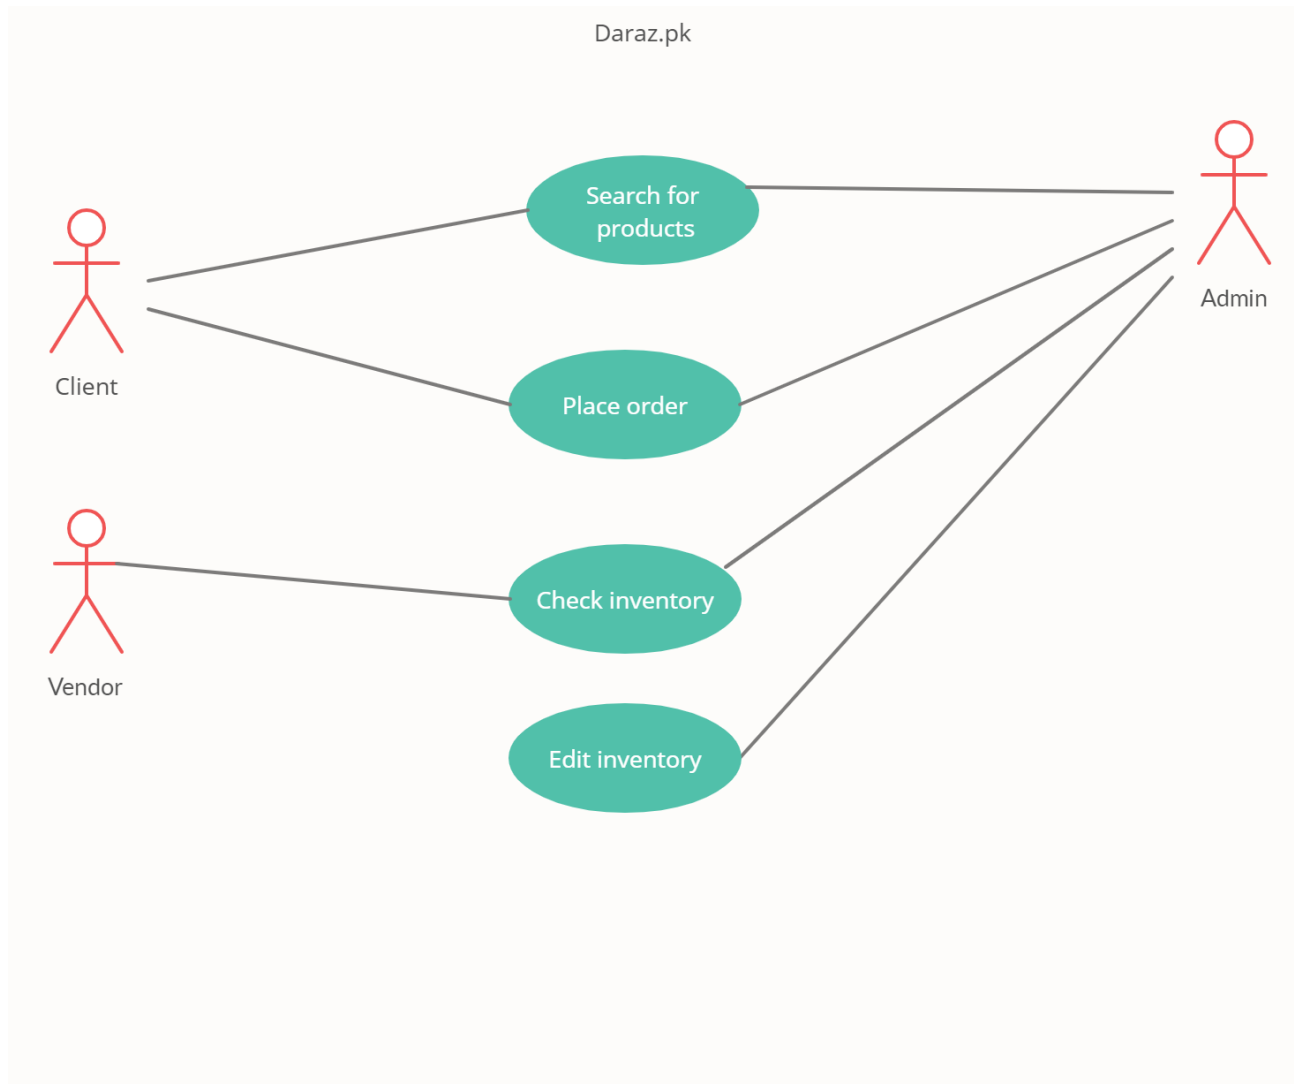 Daraz.pk
Search for
products
Admin
Client
Place order
Check inventory
Vendor
Edit inventory